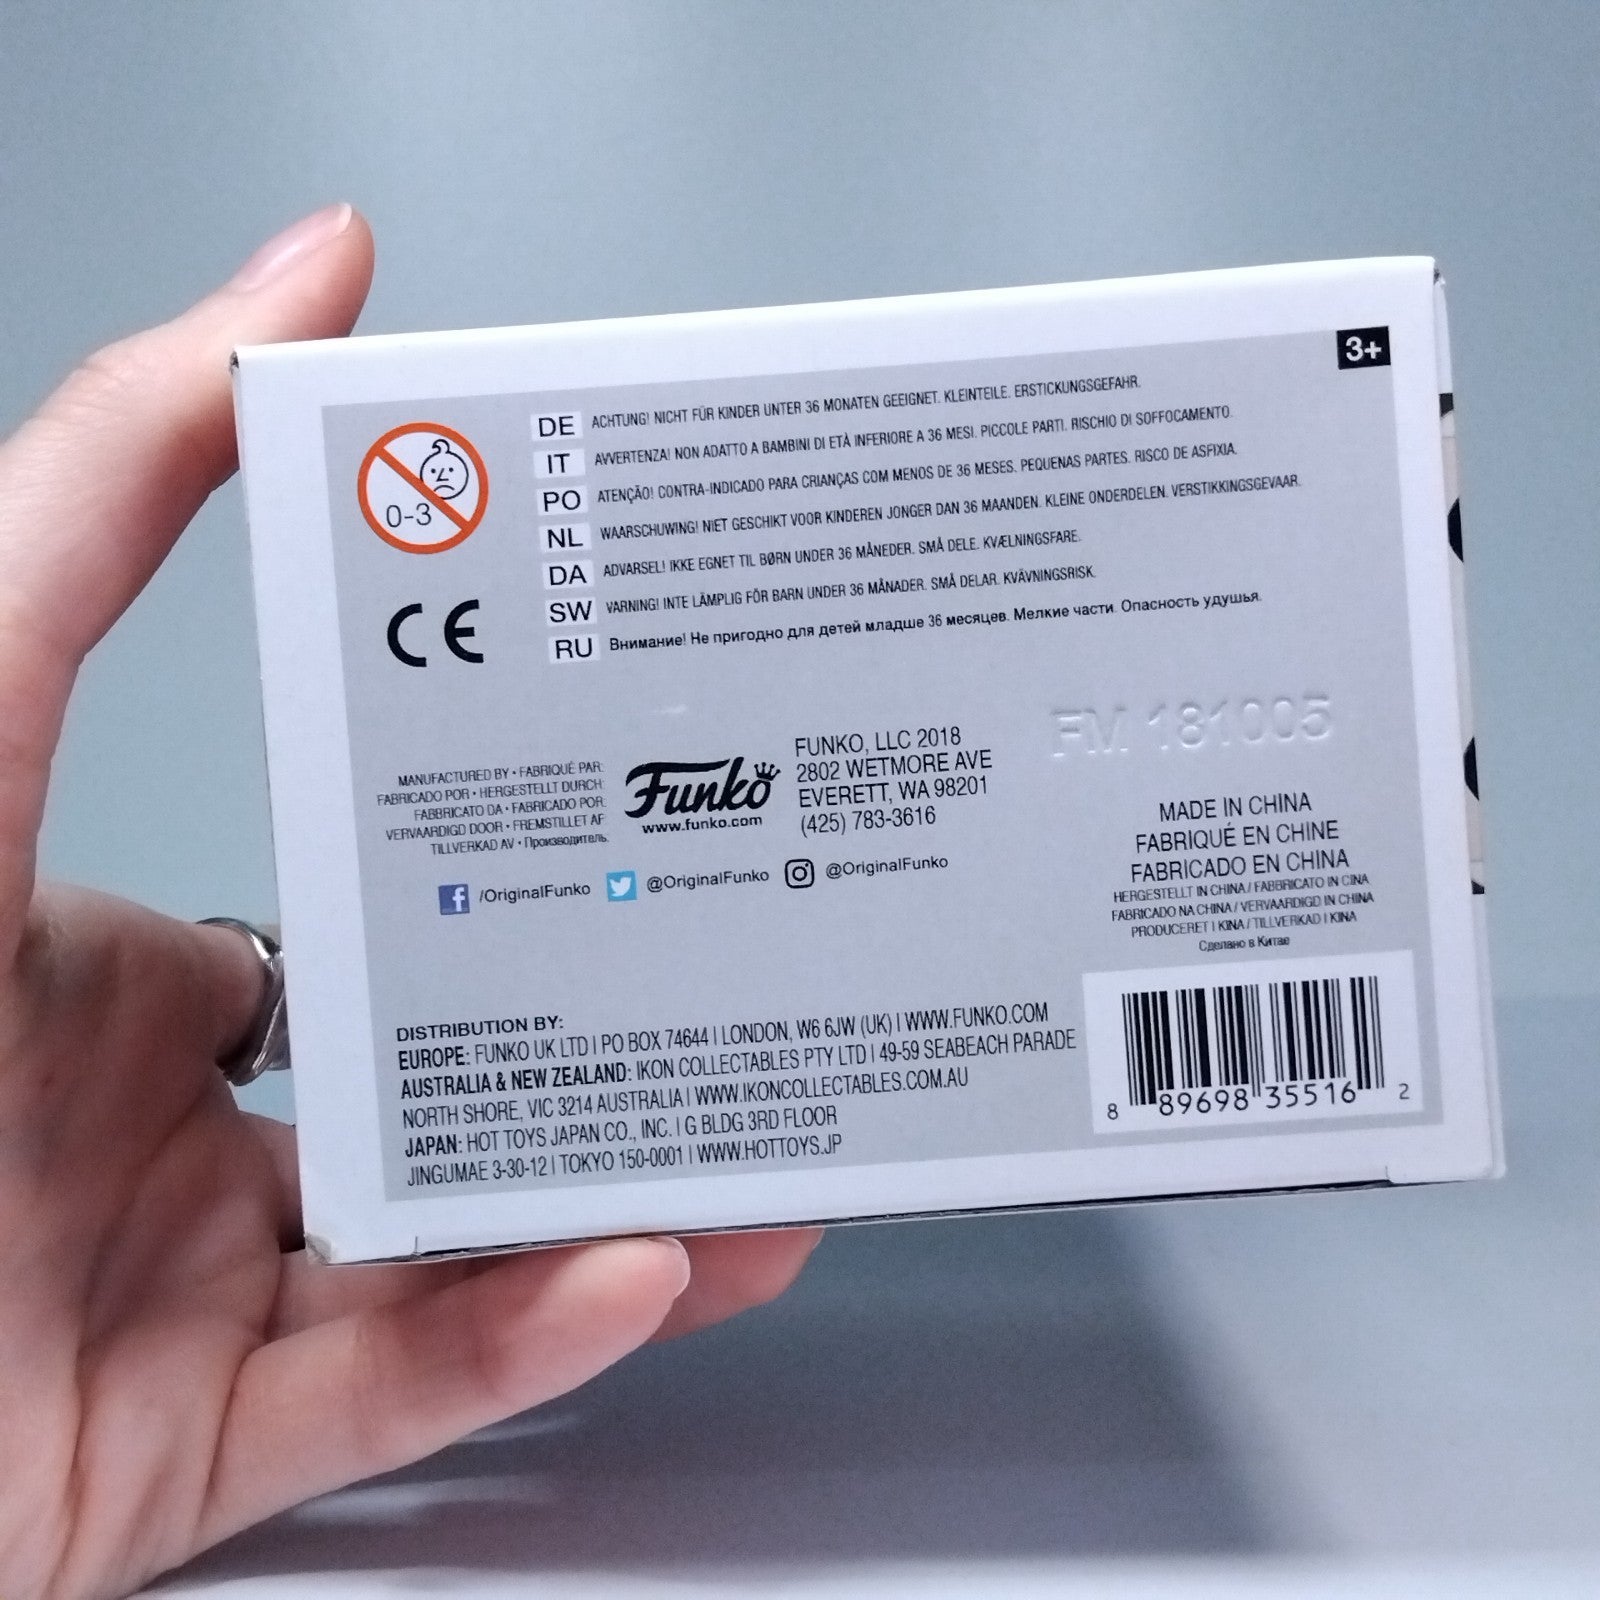 3+
0-3
CE
DE ACHTUNG! NICHT FÜR KINDER UNTER 36 MONATEN GEEIGNET. KLEINTEILE. ERSTICKUNGSGEFAHR.
IT AVVERTENZA! NON ADATTO A BAMBINI DI ETÀ INFERIORE A 36 MESI. PICCOLE PARTI. RISCHIO DI SOFFOCAMENTO.
PO ATENÇÃO! CONTRA-INDICADO PARA CRIANÇAS COM MENOS DE 36 MESES. PEQUENAS PARTES. RISCO DE ASFIXIA.
NL WAARSCHUWING! NIET GESCHIKT VOOR KINDEREN JONGER DAN 36 MAANDEN. KLEINE ONDERDELEN. VERSTIKKINGSGEVAAR.
DA ADVARSEL! IKKE EGNET TIL BØRN UNDER 36 MÅNEDER. SMÅ DELE. KVÆLNINGSFARE.
SW VARNING! INTE LÄMPLIG FÖR BARN UNDER 36 MÅNADER. SMÅ DELAR. KVÄVNINGSRISK.
RU Внимание! Не пригодно для детей младше 36 месяцев. Мелкие части. Опасность удушья.
FM 181005
MANUFACTURED BY • FABRIQUÉ PAR:
FABRICADO POR • HERGESTELLT DURCH:
FABBRICATO DA • FABRICADO POR:
VERVAARDIGD DOOR • FREMSTILLET AF
TILLVERKAD AV • Производитель:
Funko
www.funko.com
FUNKO, LLC 2018
2802 WETMORE AVE
EVERETT, WA 98201
(425) 783-3616
/OriginalFunko @OriginalFunko @OriginalFunko
MADE IN CHINA
FABRIQUÉ EN CHINE
FABRICADO EN CHINA
HERGESTELLT IN CHINA / FABBRICATO IN CINA
FABRICADO NA CHINA / VERVAARDIGD IN CHINA
PRODUCERET I KINA / TILLVERKAD I KINA
Сделано в Китае
DISTRIBUTION BY:
EUROPE: FUNKO UK LTD | PO BOX 74644 | LONDON, W6 6JW (UK) | WWW.FUNKO.COM
AUSTRALIA & NEW ZEALAND: IKON COLLECTABLES PTY LTD | 49-59 SEABEACH PARADE
NORTH SHORE, VIC 3214 AUSTRALIA | WWW.IKONCOLLECTABLES.COM.AU
JAPAN: HOT TOYS JAPAN CO., INC. | G BLDG 3RD FLOOR
JINGUMAE 3-30-12 | TOKYO 150-0001 | WWW.HOTTOYS.JP
8 89698 35516 2